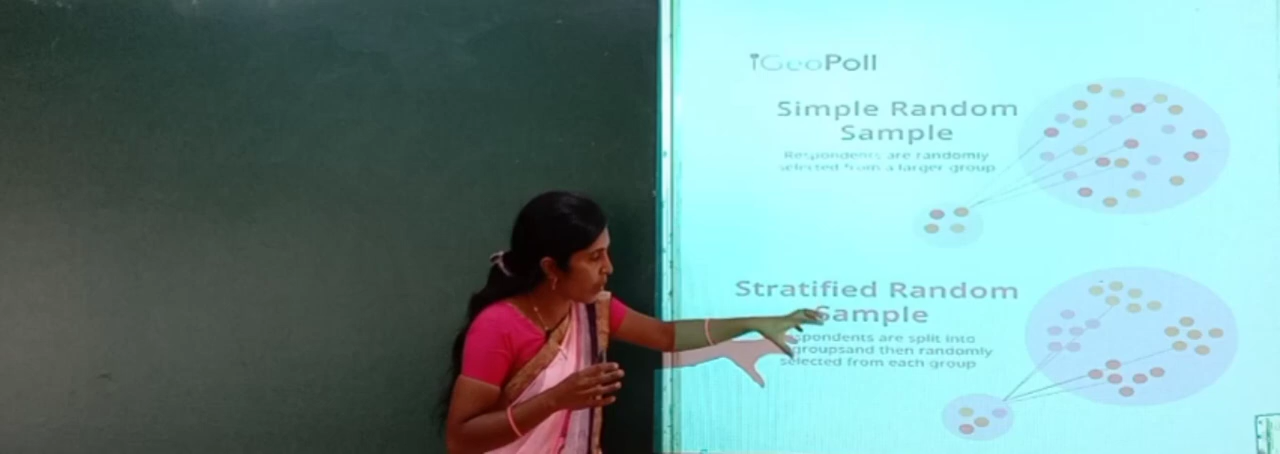 GeoPoll
Simple Random
Sample
Respondents are randomly
selected from a larger group
Stratified Random
Sample
spondents are split into
groupsand then randomly
selected from each group